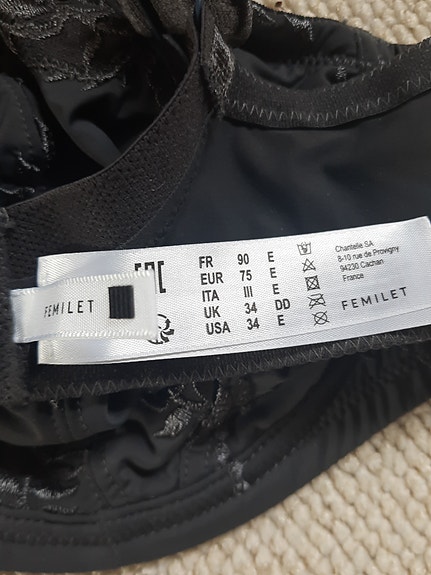 FEMILET
FR 90 E
EUR 75 E
ITA III E
UK 34 DD
USA 34 E
Chantelle SA
8-10 rue de Provigny
94230 Cachan
France
FEMILET